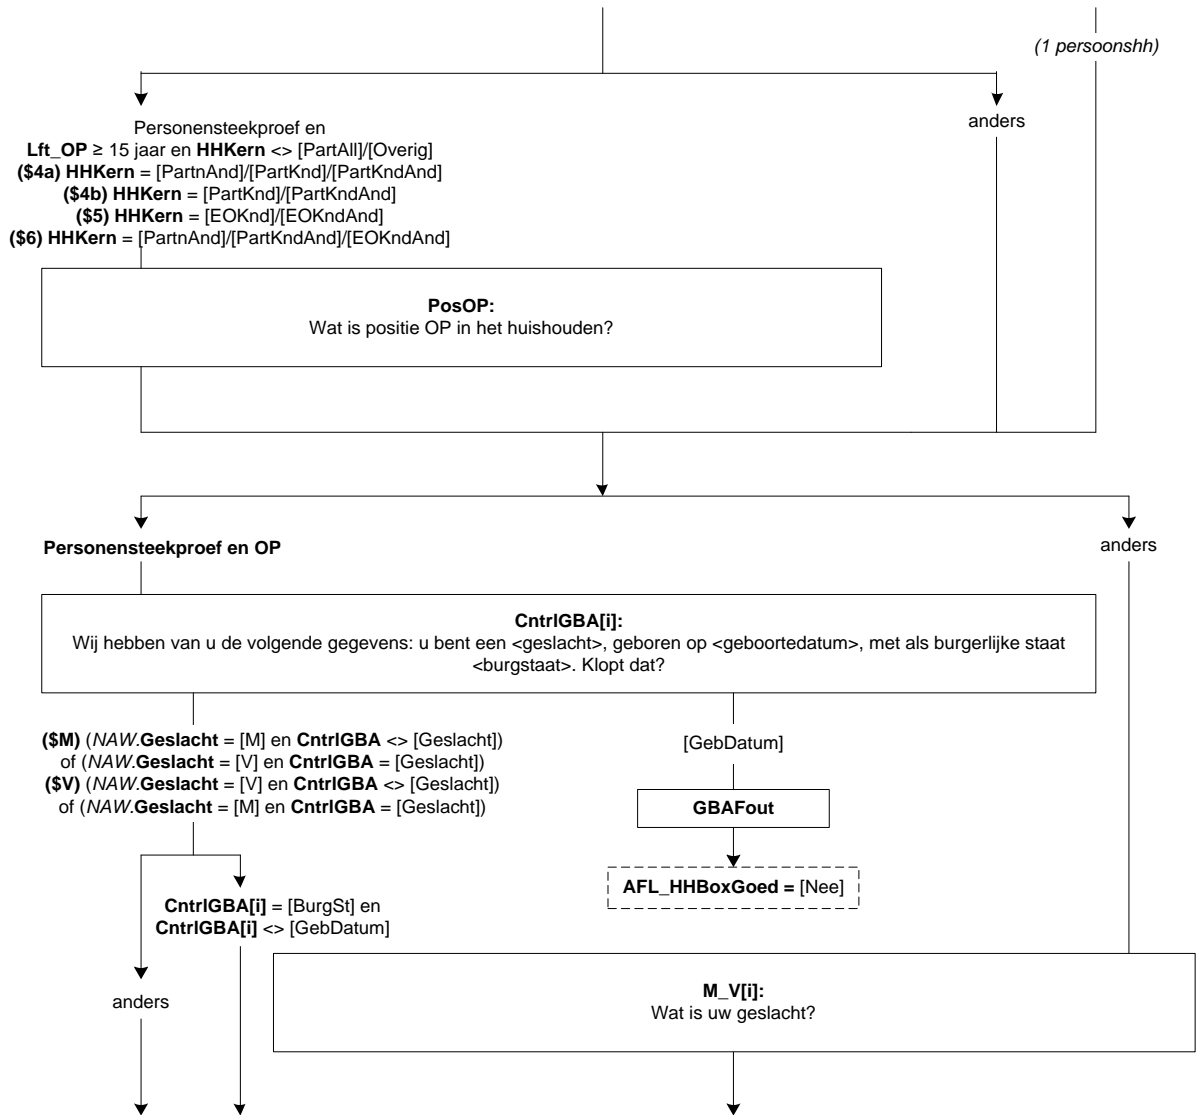 (1 persoonshh)
Personensteekproef en
Lft_OP ≥ 15 jaar en HHKern <> [PartAll]/[Overig]
($4a) HHKern = [PartnAnd]/[PartKnd]/[PartKndAnd]
($4b) HHKern = [PartKnd]/[PartKndAnd]
($5) HHKern = [EOKnd]/[EOKndAnd]
($6) HHKern = [PartnAnd]/[PartKndAnd]/[EOKndAnd]
anders
PosOP:
Wat is positie OP in het huishouden?
Personensteekproef en OP
anders
CntrlGBA[i]:
Wij hebben van u de volgende gegevens: u bent een <geslacht>, geboren op <geboortedatum>, met als burgerlijke staat
<burgstaat>. Klopt dat?
($M) (NAW.Geslacht = [M] en CntrlGBA <> [Geslacht])
of (NAW.Geslacht = [V] en CntrlGBA = [Geslacht])
($V) (NAW.Geslacht = [V] en CntrlGBA <> [Geslacht])
of (NAW.Geslacht = [M] en CntrlGBA = [Geslacht])
[GebDatum]
GBAFout
AFL_HHBoxGoed = [Nee]
CntrlGBA[i] = [BurgSt] en
CntrlGBA[i] <> [GebDatum]
anders
M_V[i]:
Wat is uw geslacht?